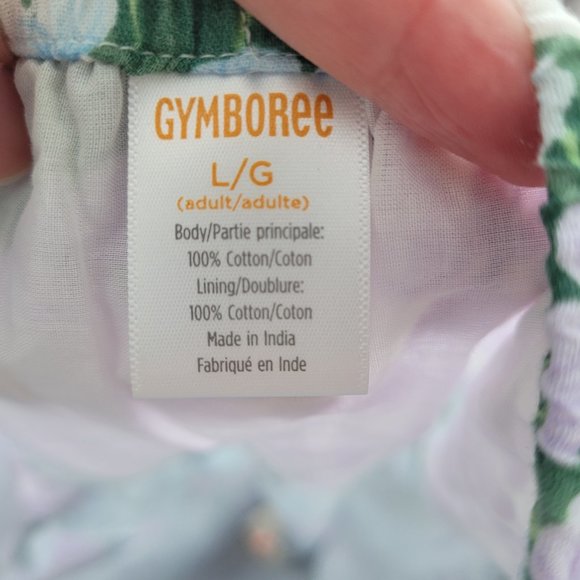 GYMBOREE
L/G
(adult/adulte)
Body/Partie principale:
100% Cotton/Coton
Lining/Doublure:
100% Cotton/Coton
Made in India
Fabriqué en Inde